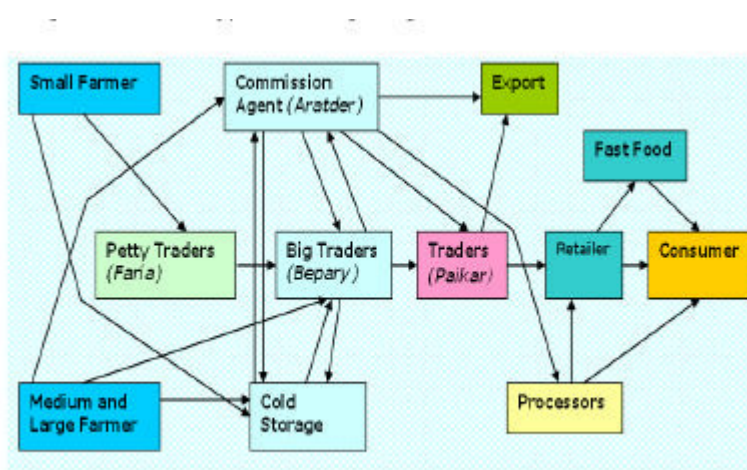 Small Farmer
Commission
Agent (Aratder)
Export
Fast Food
Petty Traders
(Faria)
Big Traders
(Bepary)
Traders
(Paikar)
Retailer
Consumer
Medium and
Large Farmer
Cold
Storage
Processors